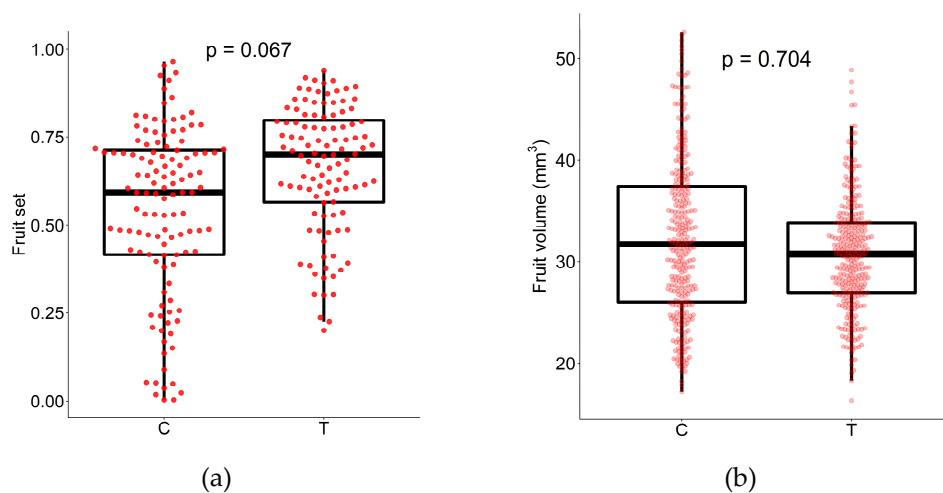 p = 0.067
1.00
0.75
0.50
0.25
0.00
Fruit set
C T
(a)
p = 0.704
50
40
30
20
Fruit volume (mm³)
C T
(b)